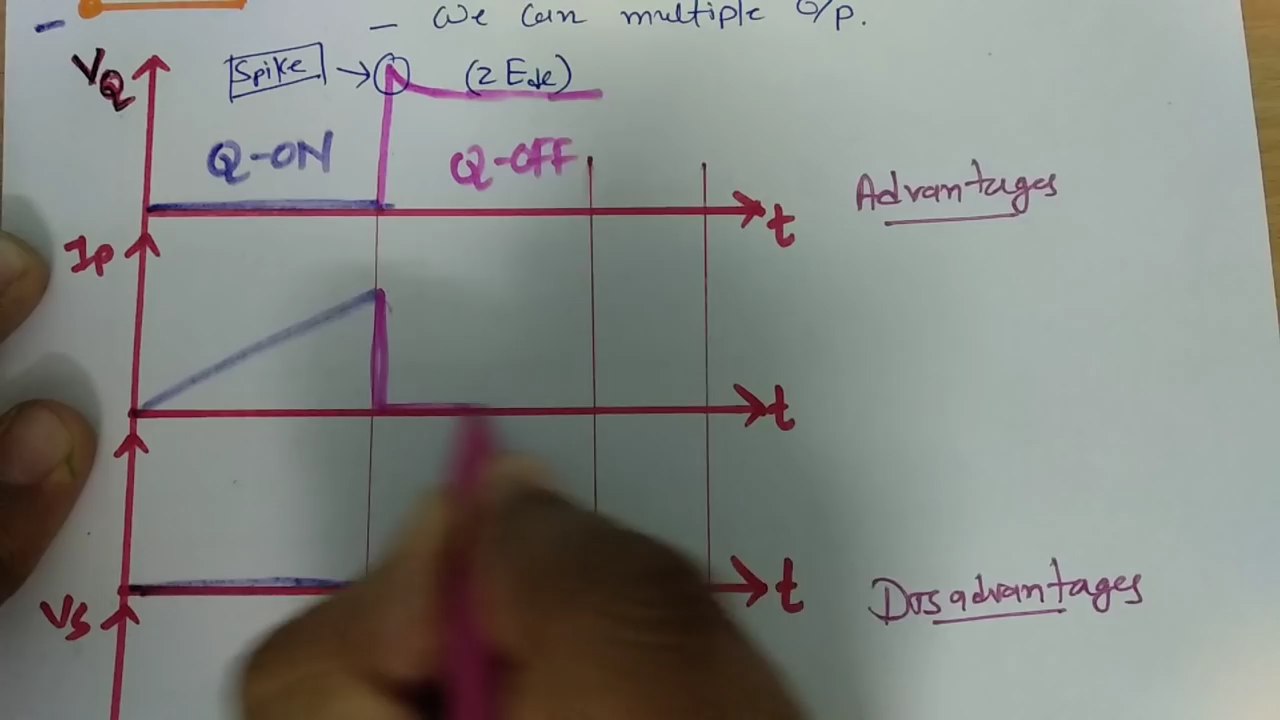 – We can multiple O/p.
VQ
Spike → (2 Edc)
Q-ON Q-OFF
t
Advantages
Ip
t
t
Vs
Disadvantages